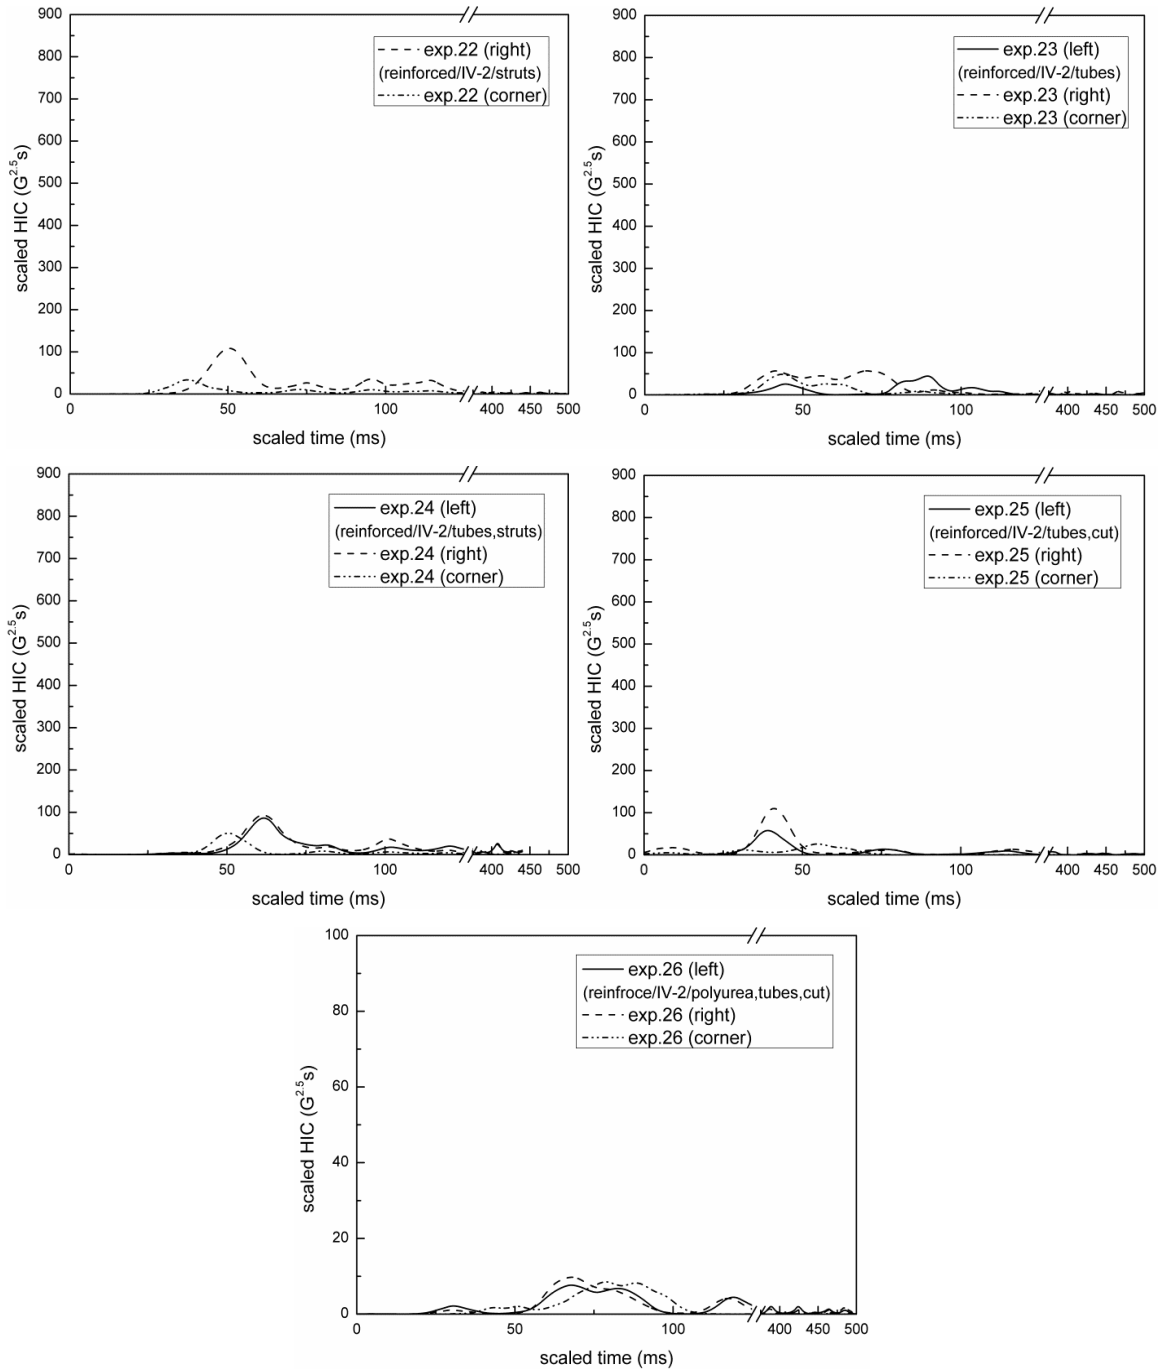 900
800
700
600
500
400
300
200
100
0
scaled HIC (G^2.5s)
exp.22 (right)
(reinforced/IV-2/struts)
exp.22 (corner)
0 50 100 400 450 500
scaled time (ms)
900
800
700
600
500
400
300
200
100
0
scaled HIC (G^2.5s)
exp.23 (left)
(reinforced/IV-2/tubes)
exp.23 (right)
exp.23 (corner)
0 50 100 400 450 500
scaled time (ms)
900
800
700
600
500
400
300
200
100
0
scaled HIC (G^2.5s)
exp.24 (left)
(reinforced/IV-2/tubes,struts)
exp.24 (right)
exp.24 (corner)
0 50 100 400 450 500
scaled time (ms)
900
800
700
600
500
400
300
200
100
0
scaled HIC (G^2.5s)
exp.25 (left)
(reinforced/IV-2/tubes,cut)
exp.25 (right)
exp.25 (corner)
0 50 100 400 450 500
scaled time (ms)
100
80
60
40
20
0
scaled HIC (G^2.5s)
exp.26 (left)
(reinfroce/IV-2/polyurea,tubes,cut)
exp.26 (right)
exp.26 (corner)
0 50 100 400 450 500
scaled time (ms)